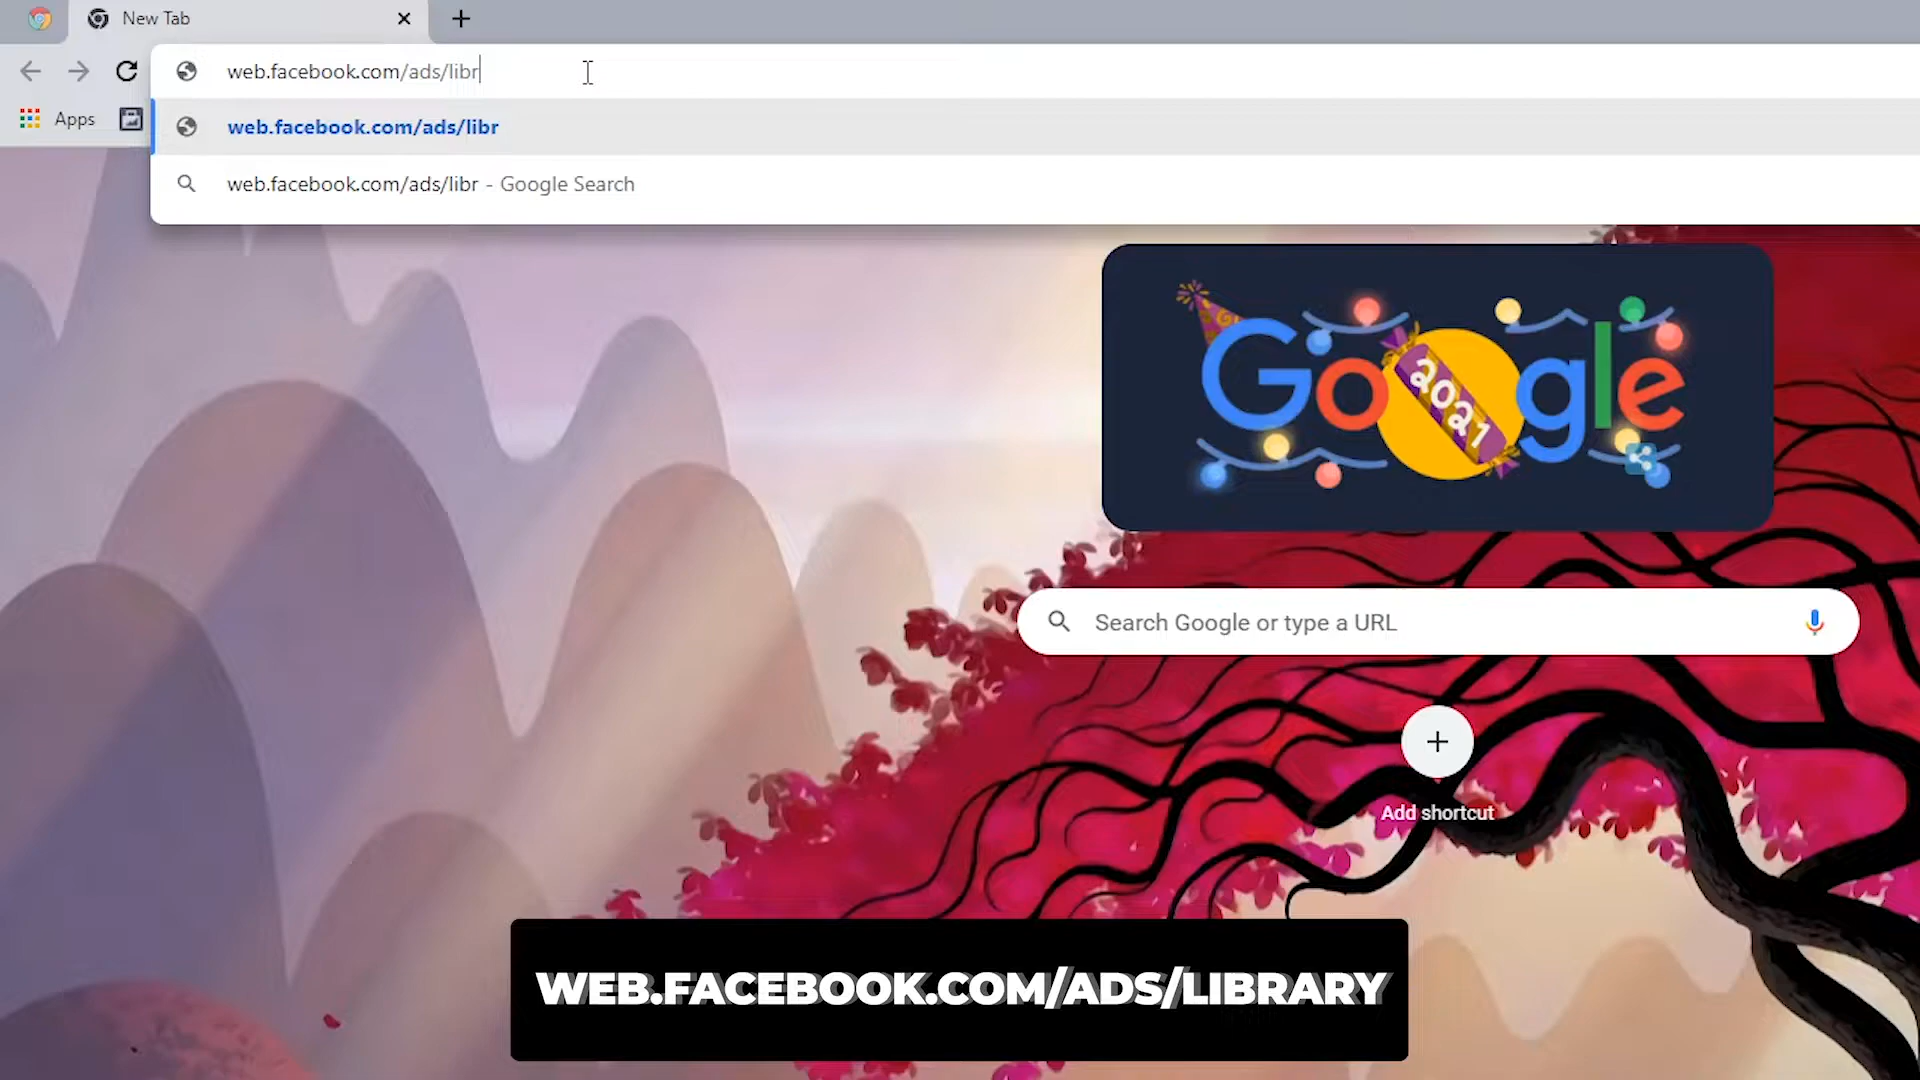 New Tab
web.facebook.com/ads/libr
Apps
web.facebook.com/ads/libr
web.facebook.com/ads/libr - Google Search
Google
2021
Search Google or type a URL
Add shortcut
WEB.FACEBOOK.COM/ADS/LIBRARY